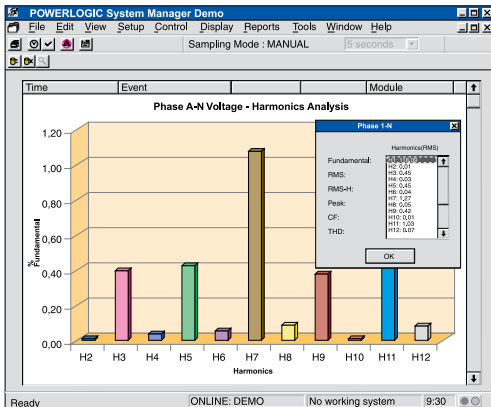 POWERLOGIC System Manager Demo
File Edit View Setup Control Display Reports Tools Window Help
Sampling Mode : MANUAL
5 seconds
Time Event Module
Phase A-N Voltage - Harmonics Analysis
Phase 1-N
Harmonics(RMS)
Fundamental:
RMS:
RMS-H:
Peak:
CF:
THD:
H2: 0.01
H3: 0.45
H4: 0.03
H5: 0.45
H6: 0.04
H7: 1,27
H8: 0.05
H9: 0.42
H10: 0,01
H11: 1,03
H12: 0.07
OK
% Fundamental
1,20
1,00
0,80
0,60
0,40
0,20
0,00
H2 H3 H4 H5 H6 H7 H8 H9 H10 H11 H12
Harmonics
Ready ONLINE: DEMO No working system 9:30